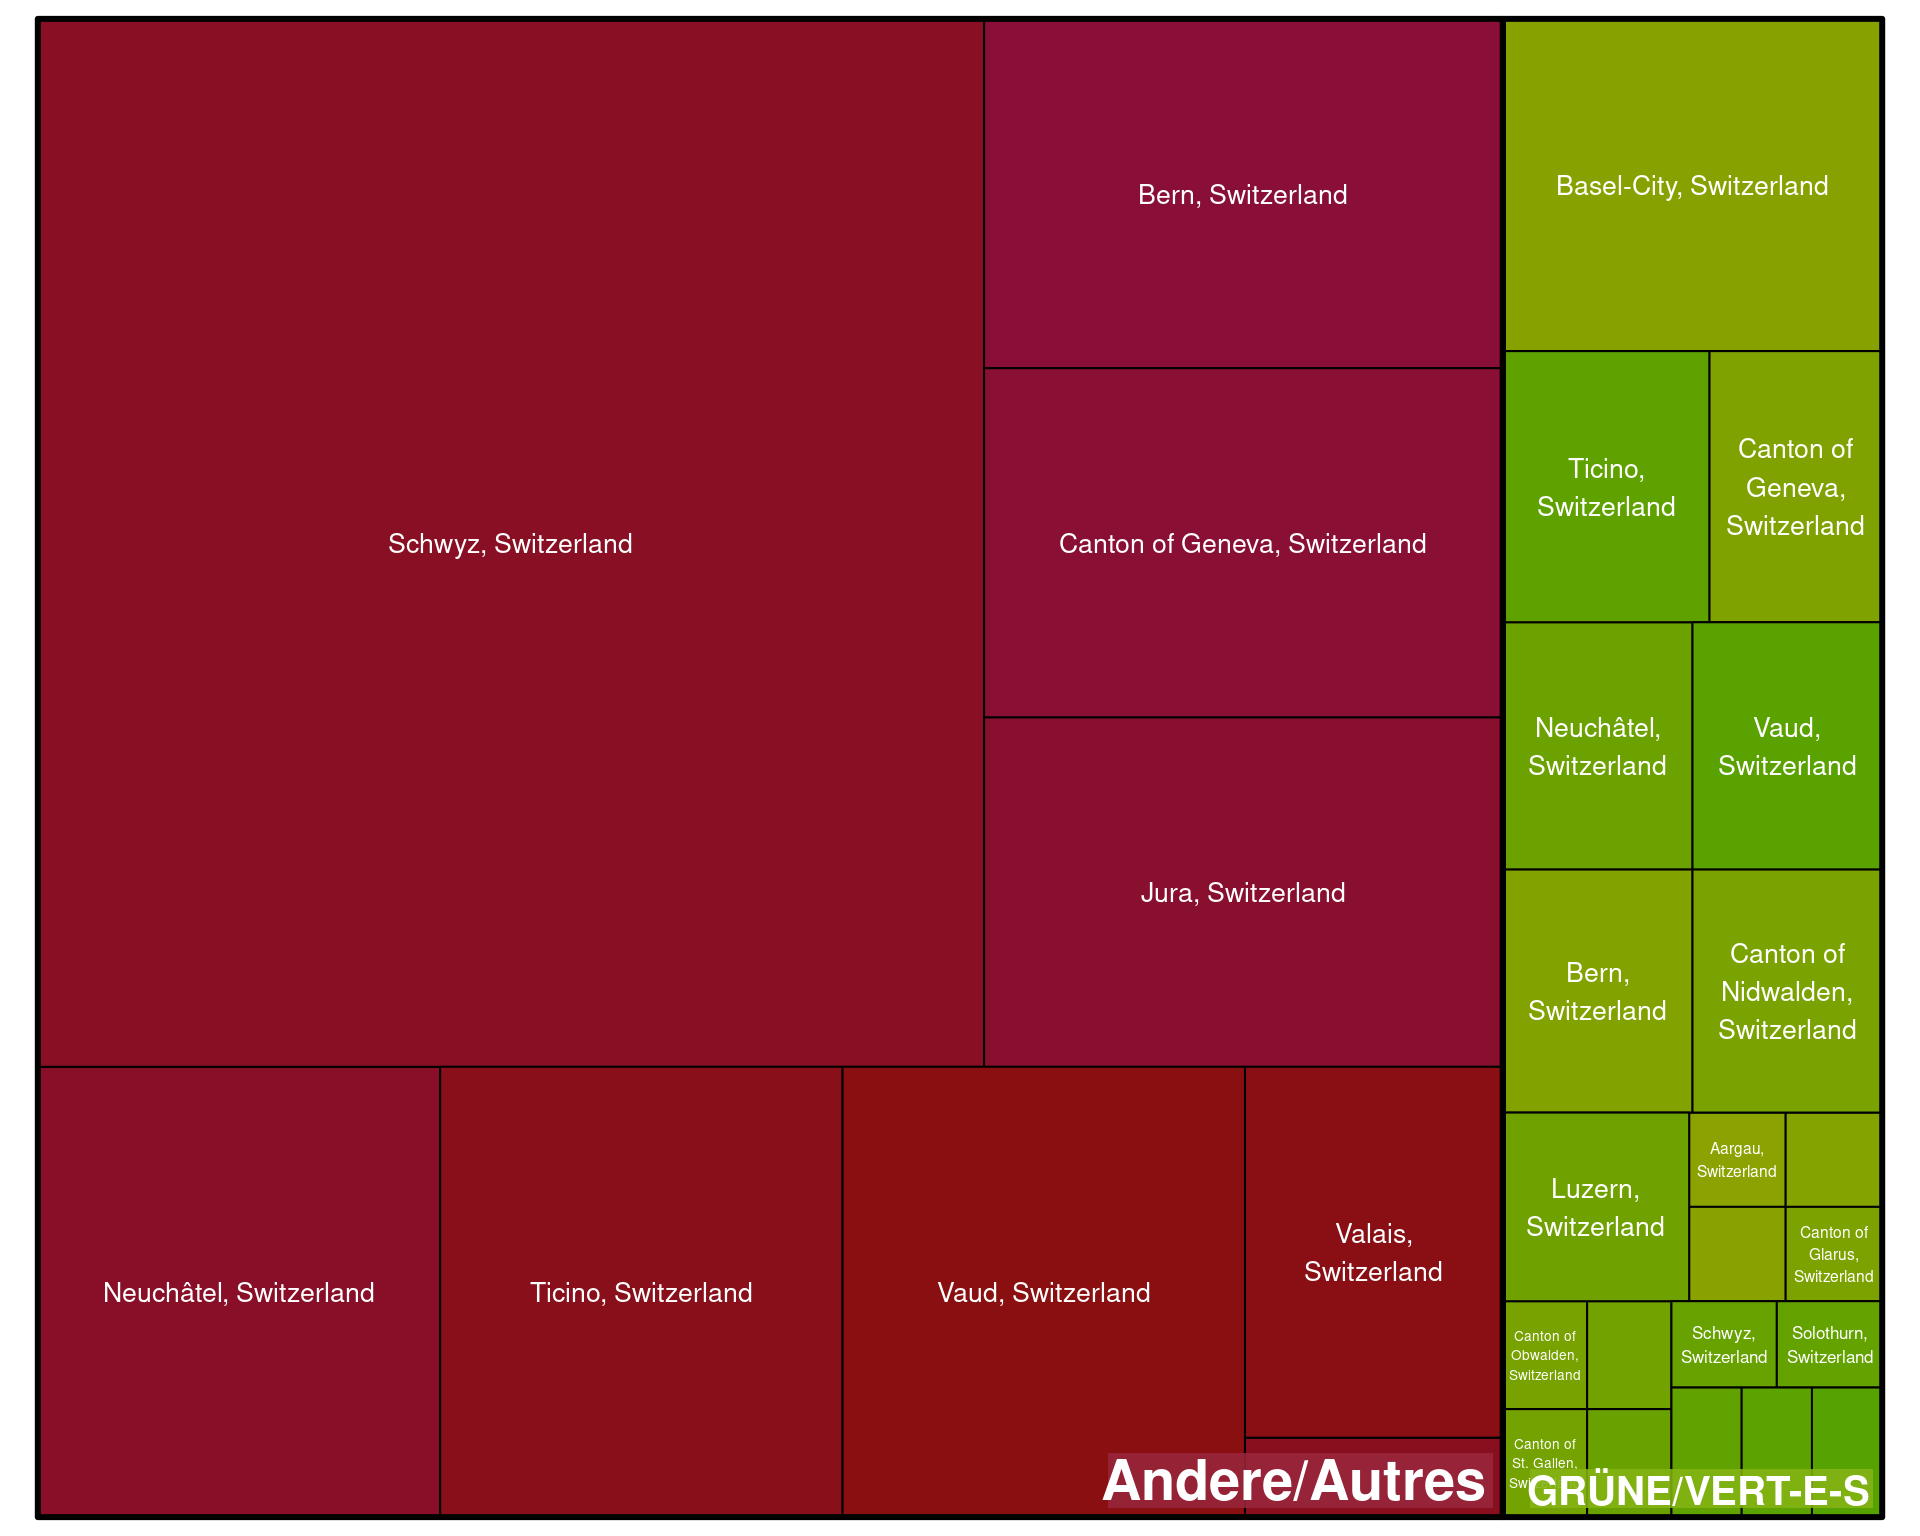 Schwyz, Switzerland
Bern, Switzerland
Canton of Geneva, Switzerland
Jura, Switzerland
Neuchâtel, Switzerland
Ticino, Switzerland
Vaud, Switzerland
Valais,
Switzerland
Andere/Autres
Basel-City, Switzerland
Ticino,
Switzerland
Canton of
Geneva,
Switzerland
Neuchâtel,
Switzerland
Vaud,
Switzerland
Bern,
Switzerland
Canton of
Nidwalden,
Switzerland
Luzern,
Switzerland
Aargau,
Switzerland
Canton of
Glarus,
Switzerland
Canton of
Obwalden,
Switzerland
Schwyz,
Switzerland
Solothurn,
Switzerland
Canton of
St. Gallen,
GRÜNE/VERT-E-S